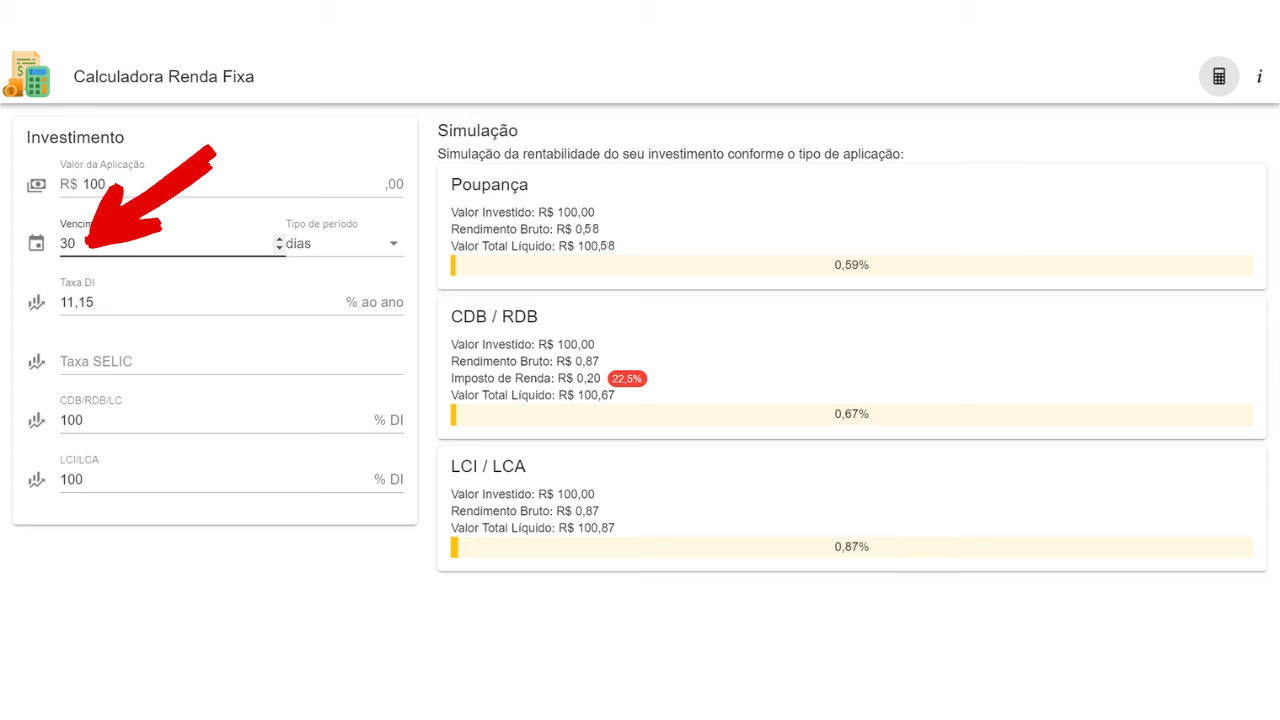 Calculadora Renda Fixa
i
Investimento
Valor da Aplicação
R$ 100 ,00
Tipo de período
30 dias
Taxa DI
11,15 % ao ano
Taxa SELIC
CDB/RDB/LC
100 % DI
LCI/LCA
100 % DI
Simulação
Simulação da rentabilidade do seu investimento conforme o tipo de aplicação:
Poupança
Valor Investido: R$ 100,00
Rendimento Bruto: R$ 0,58
Valor Total Líquido: R$ 100,58
0,59%
CDB / RDB
Valor Investido: R$ 100,00
Rendimento Bruto: R$ 0,87
Imposto de Renda: R$ 0,20 22,5%
Valor Total Líquido: R$ 100,67
0,67%
LCI / LCA
Valor Investido: R$ 100,00
Rendimento Bruto: R$ 0,87
Valor Total Líquido: R$ 100,87
0,87%